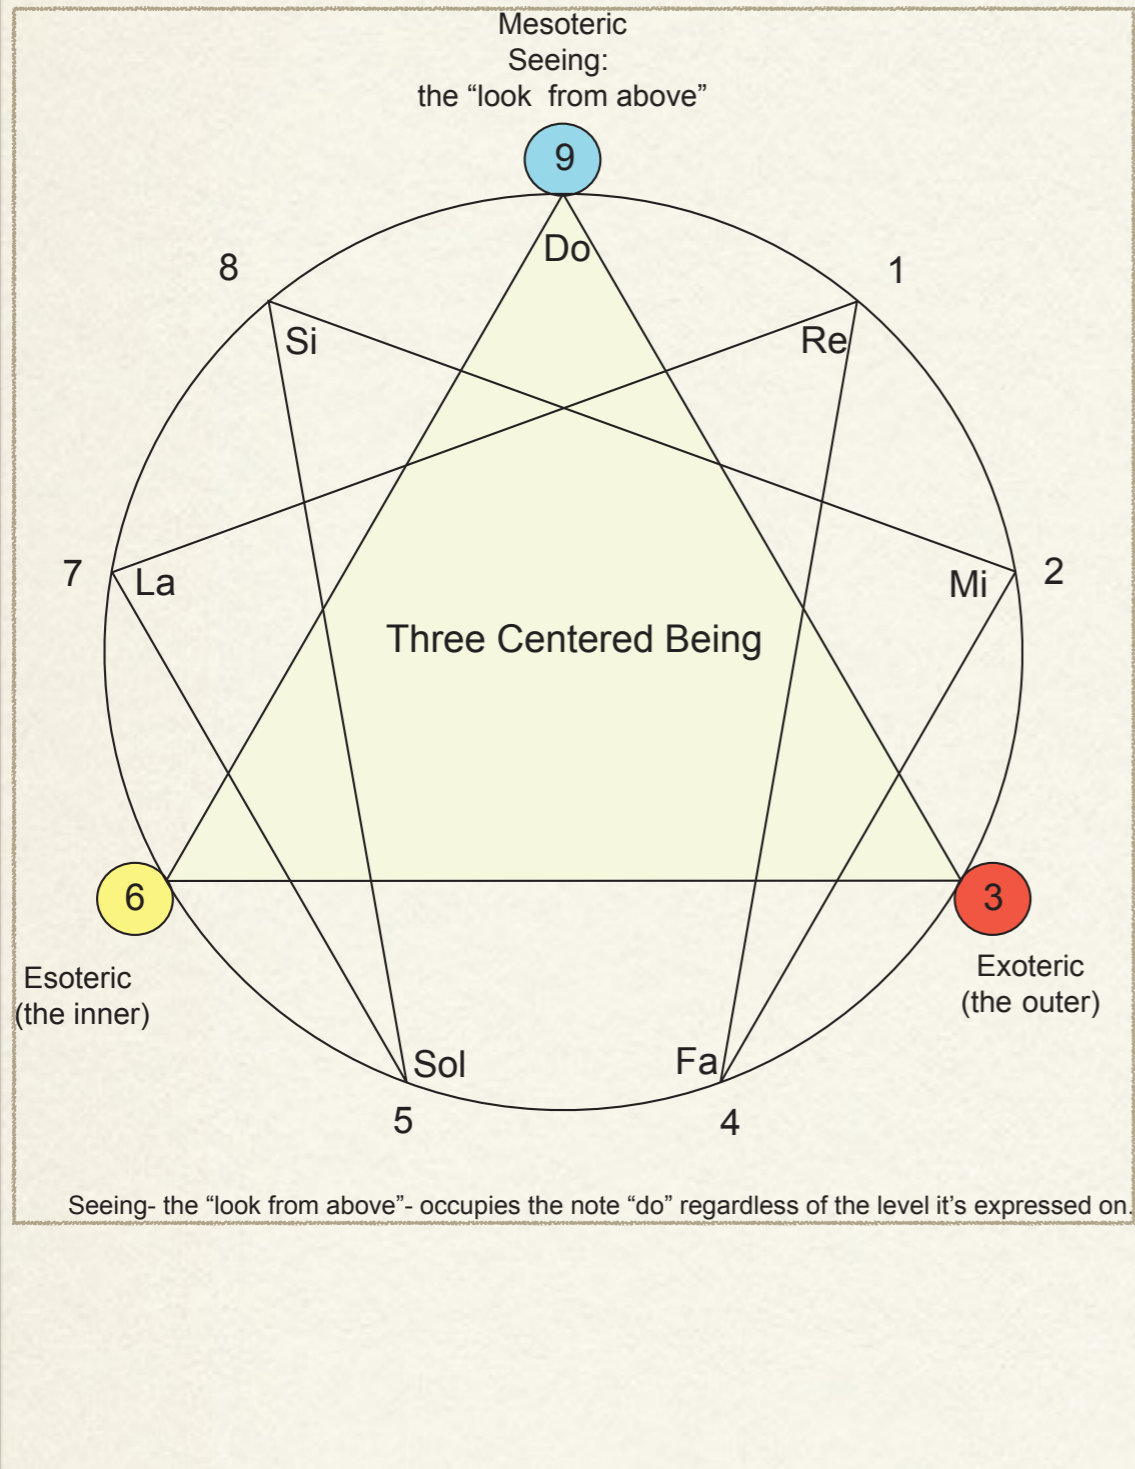 Mesoteric
Seeing:
the “look from above”
9
Do
8
1
Si
Re
7
La
Mi
2
Three Centered Being
6
3
Esoteric
(the inner)
Exoteric
(the outer)
Sol
Fa
5
4
Seeing- the “look from above”- occupies the note “do” regardless of the level it’s expressed on.